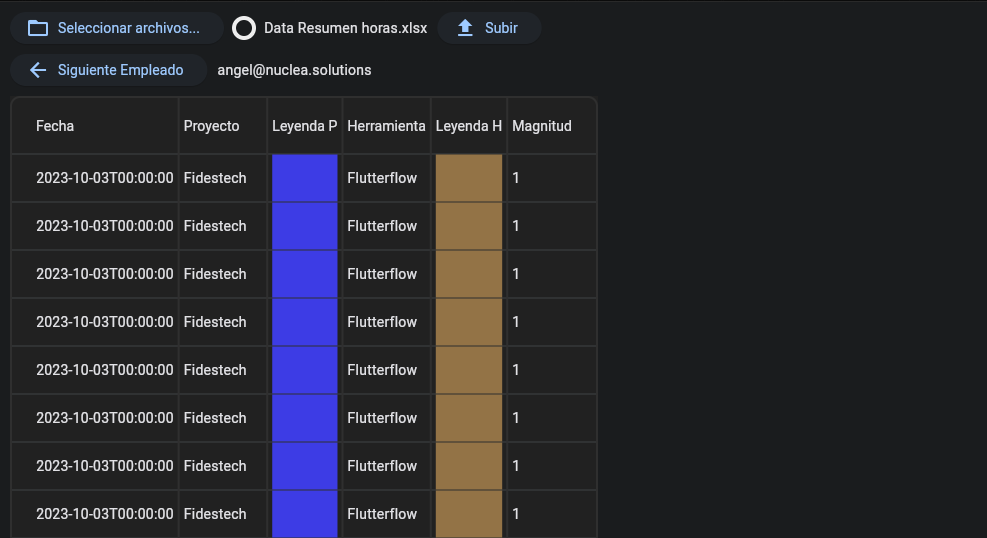 Seleccionar archivos... Data Resumen horas.xlsx Subir
Siguiente Empleado angel@nuclea.solutions
Fecha Proyecto Leyenda P Herramienta Leyenda H Magnitud
2023-10-03T00:00:00 Fidestech Flutterflow 1
2023-10-03T00:00:00 Fidestech Flutterflow 1
2023-10-03T00:00:00 Fidestech Flutterflow 1
2023-10-03T00:00:00 Fidestech Flutterflow 1
2023-10-03T00:00:00 Fidestech Flutterflow 1
2023-10-03T00:00:00 Fidestech Flutterflow 1
2023-10-03T00:00:00 Fidestech Flutterflow 1
2023-10-03T00:00:00 Fidestech Flutterflow 1